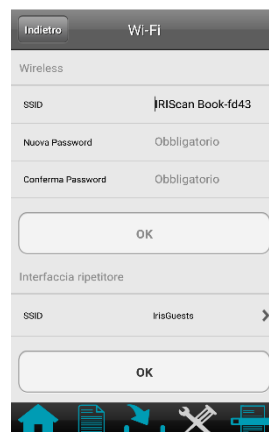 Indietro Wi-Fi
Wireless
SSID IRIScan Book-fd43
Nuova Password Obbligatorio
Conferma Password Obbligatorio
OK
Interfaccia ripetitore
SSID IrisGuests
OK